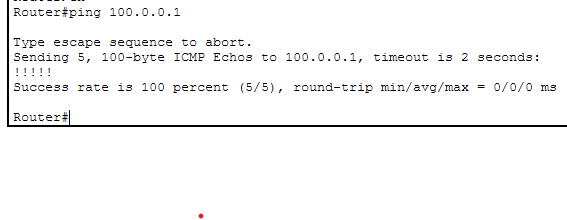 Router#ping 100.0.0.1
Type escape sequence to abort.
Sending 5, 100-byte ICMP Echos to 100.0.0.1, timeout is 2 seconds:
!!!!!
Success rate is 100 percent (5/5), round-trip min/avg/max = 0/0/0 ms
Router#